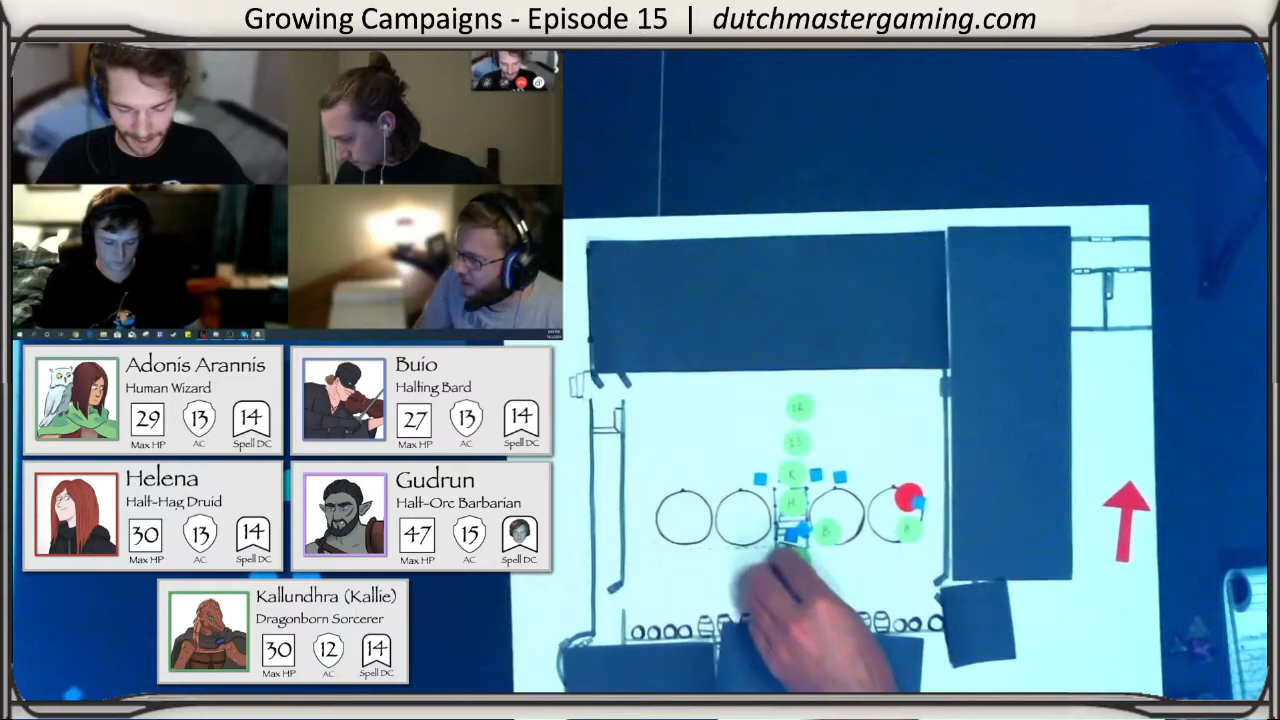 Growing Campaigns - Episode 15 | dutchmastergaming.com
Adonis Arannis
Human Wizard
29 13 14
Max HP AC Spell DC
Buio
Halfing Bard
27 13 14
Max HP AC Spell DC
Helena
Half-Hag Druid
30 13 14
Max HP AC Spell DC
Gudrun
Half-Orc Barbarian
47 15
Max HP AC Spell DC
Kallundhra (Kallie)
Dragonborn Sorcerer
30 12 14
Max HP AC Spell DC
K
H